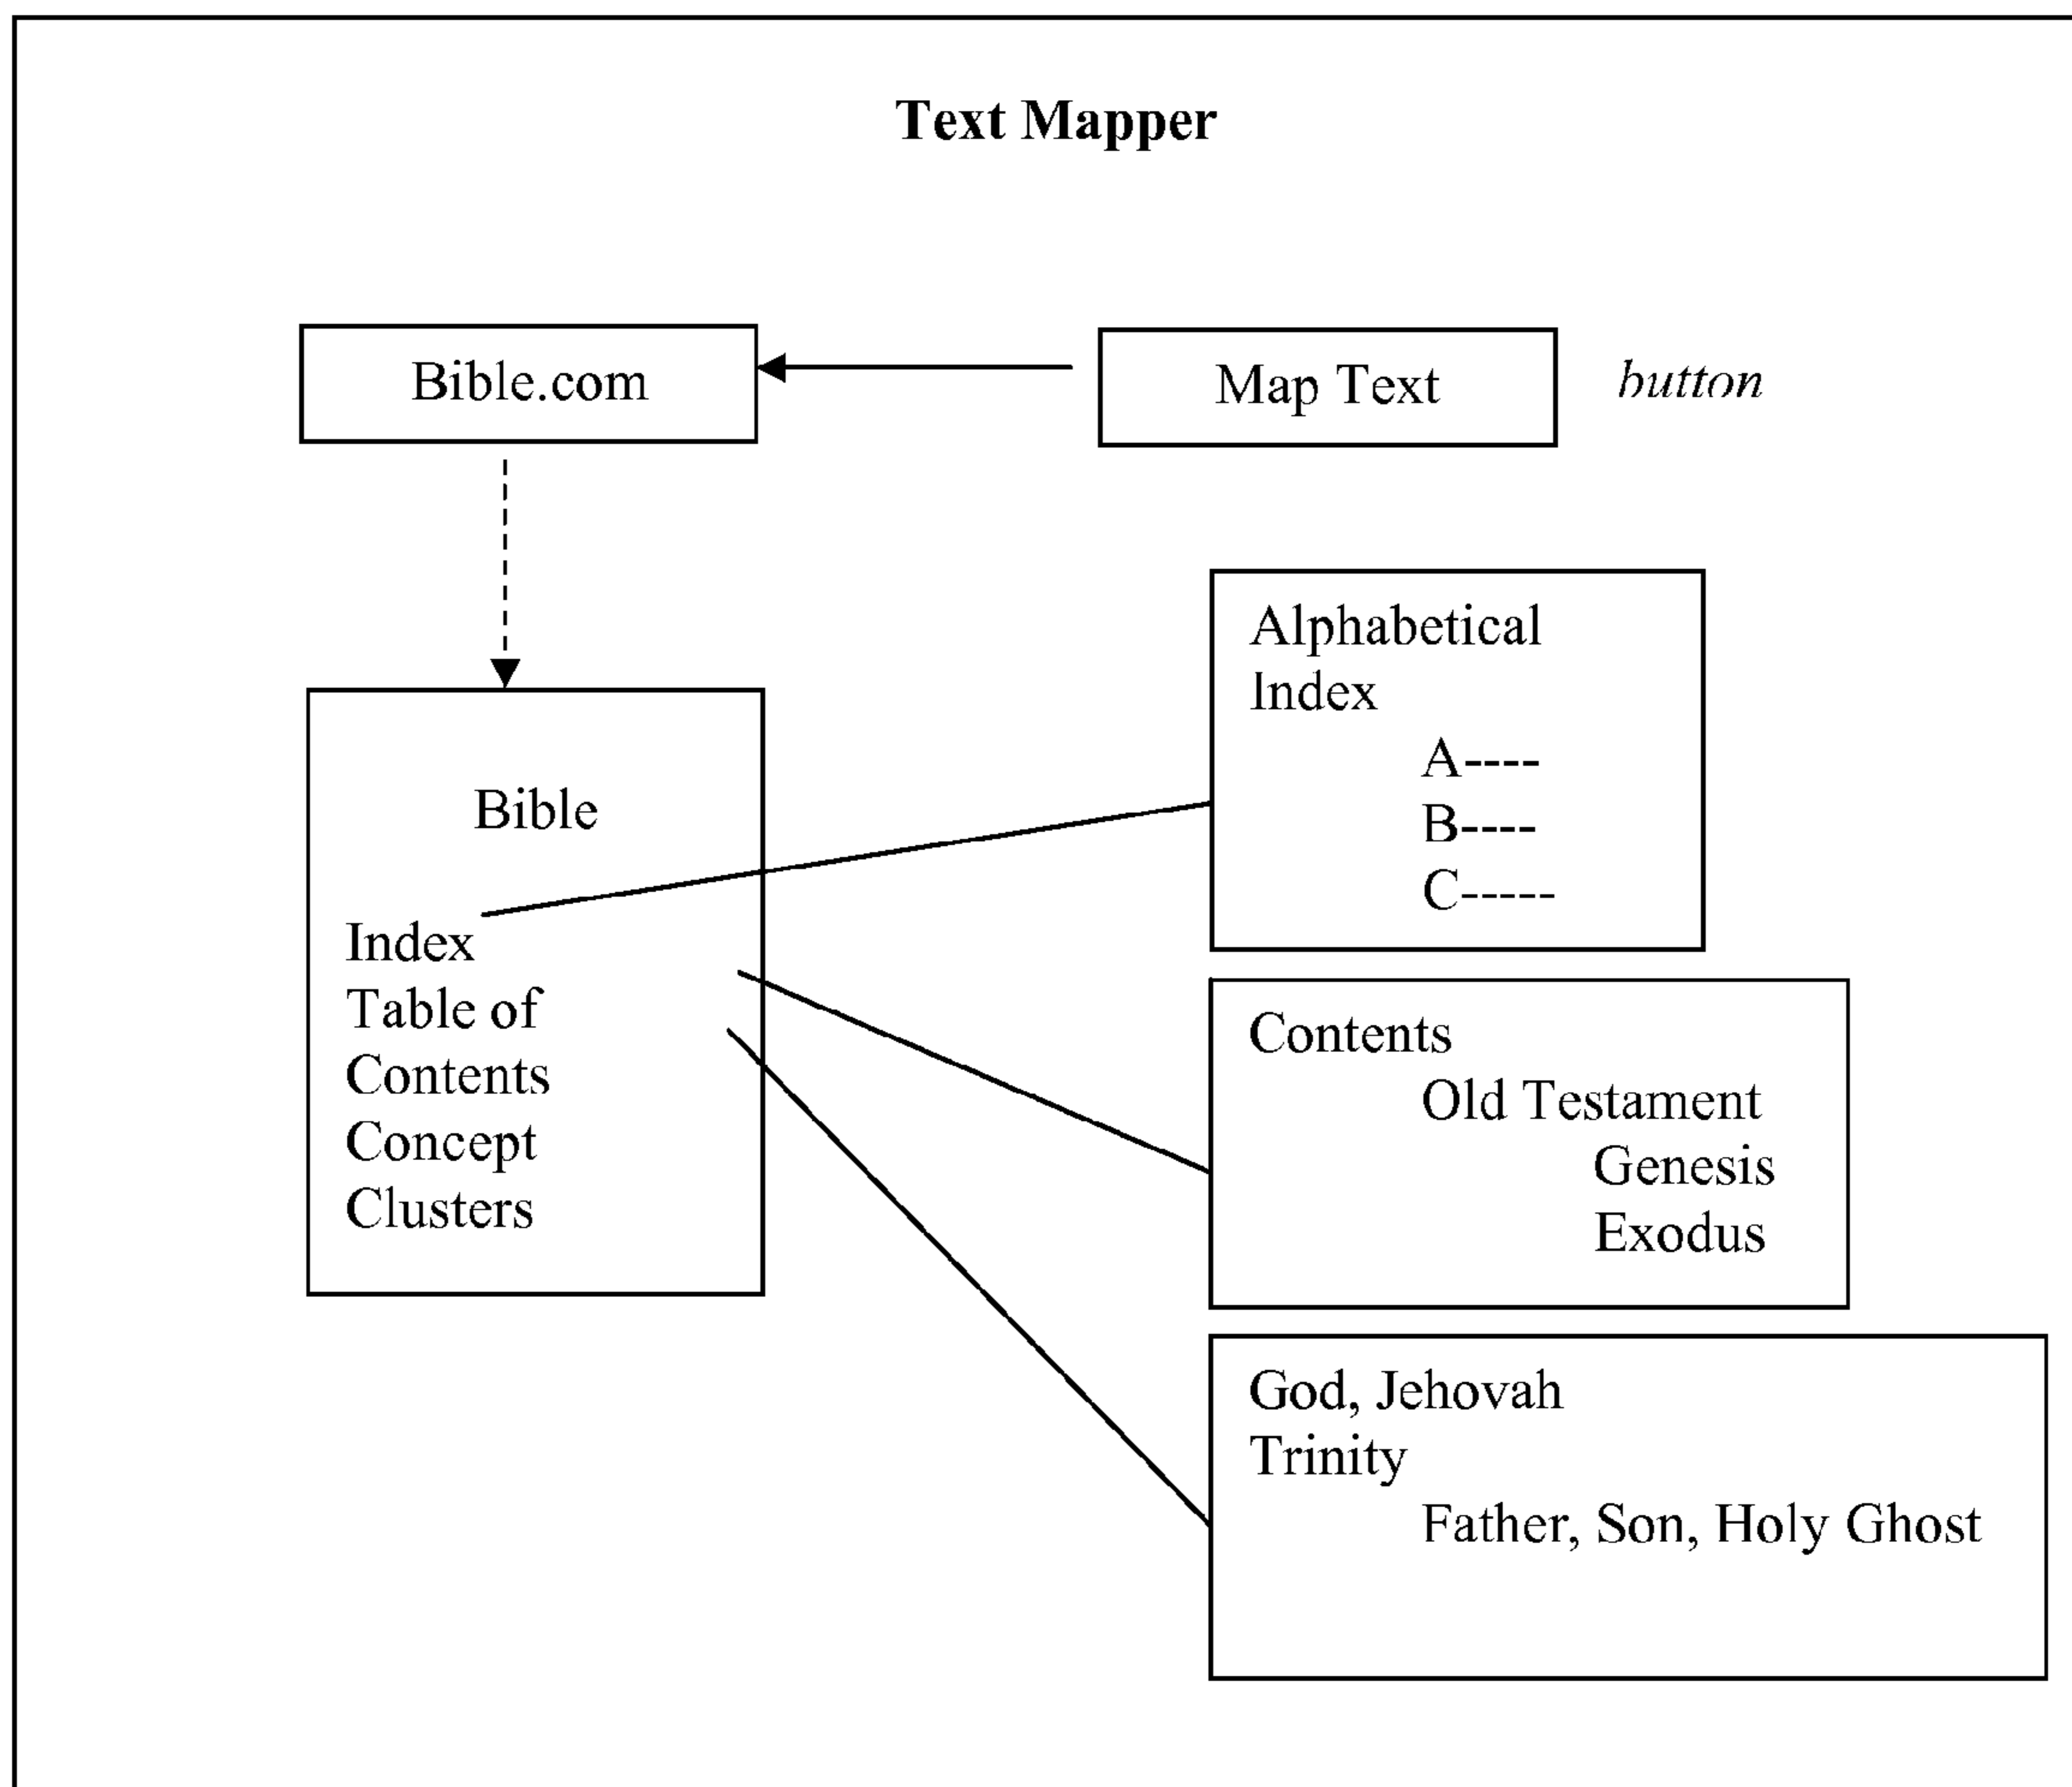 Text Mapper
Bible.com
Map Text
button
Bible
Index
Table of
Contents
Concept
Clusters
Alphabetical
Index
A----
B----
C-----
Contents
Old Testament
Genesis
Exodus
God, Jehovah
Trinity
Father, Son, Holy Ghost